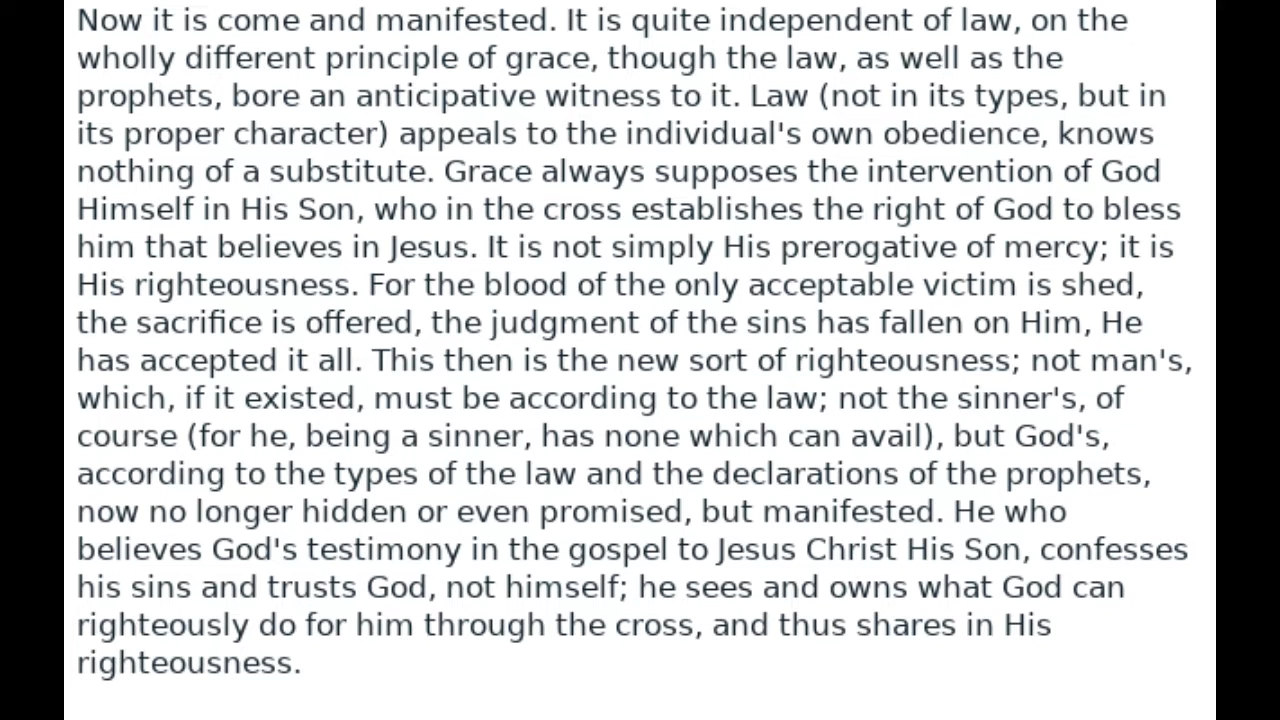 Now it is come and manifested. It is quite independent of law, on the
wholly different principle of grace, though the law, as well as the
prophets, bore an anticipative witness to it. Law (not in its types, but in
its proper character) appeals to the individual's own obedience, knows
nothing of a substitute. Grace always supposes the intervention of God
Himself in His Son, who in the cross establishes the right of God to bless
him that believes in Jesus. It is not simply His prerogative of mercy; it is
His righteousness. For the blood of the only acceptable victim is shed,
the sacrifice is offered, the judgment of the sins has fallen on Him, He
has accepted it all. This then is the new sort of righteousness; not man's,
which, if it existed, must be according to the law; not the sinner's, of
course (for he, being a sinner, has none which can avail), but God's,
according to the types of the law and the declarations of the prophets,
now no longer hidden or even promised, but manifested. He who
believes God's testimony in the gospel to Jesus Christ His Son, confesses
his sins and trusts God, not himself; he sees and owns what God can
righteously do for him through the cross, and thus shares in His
righteousness.